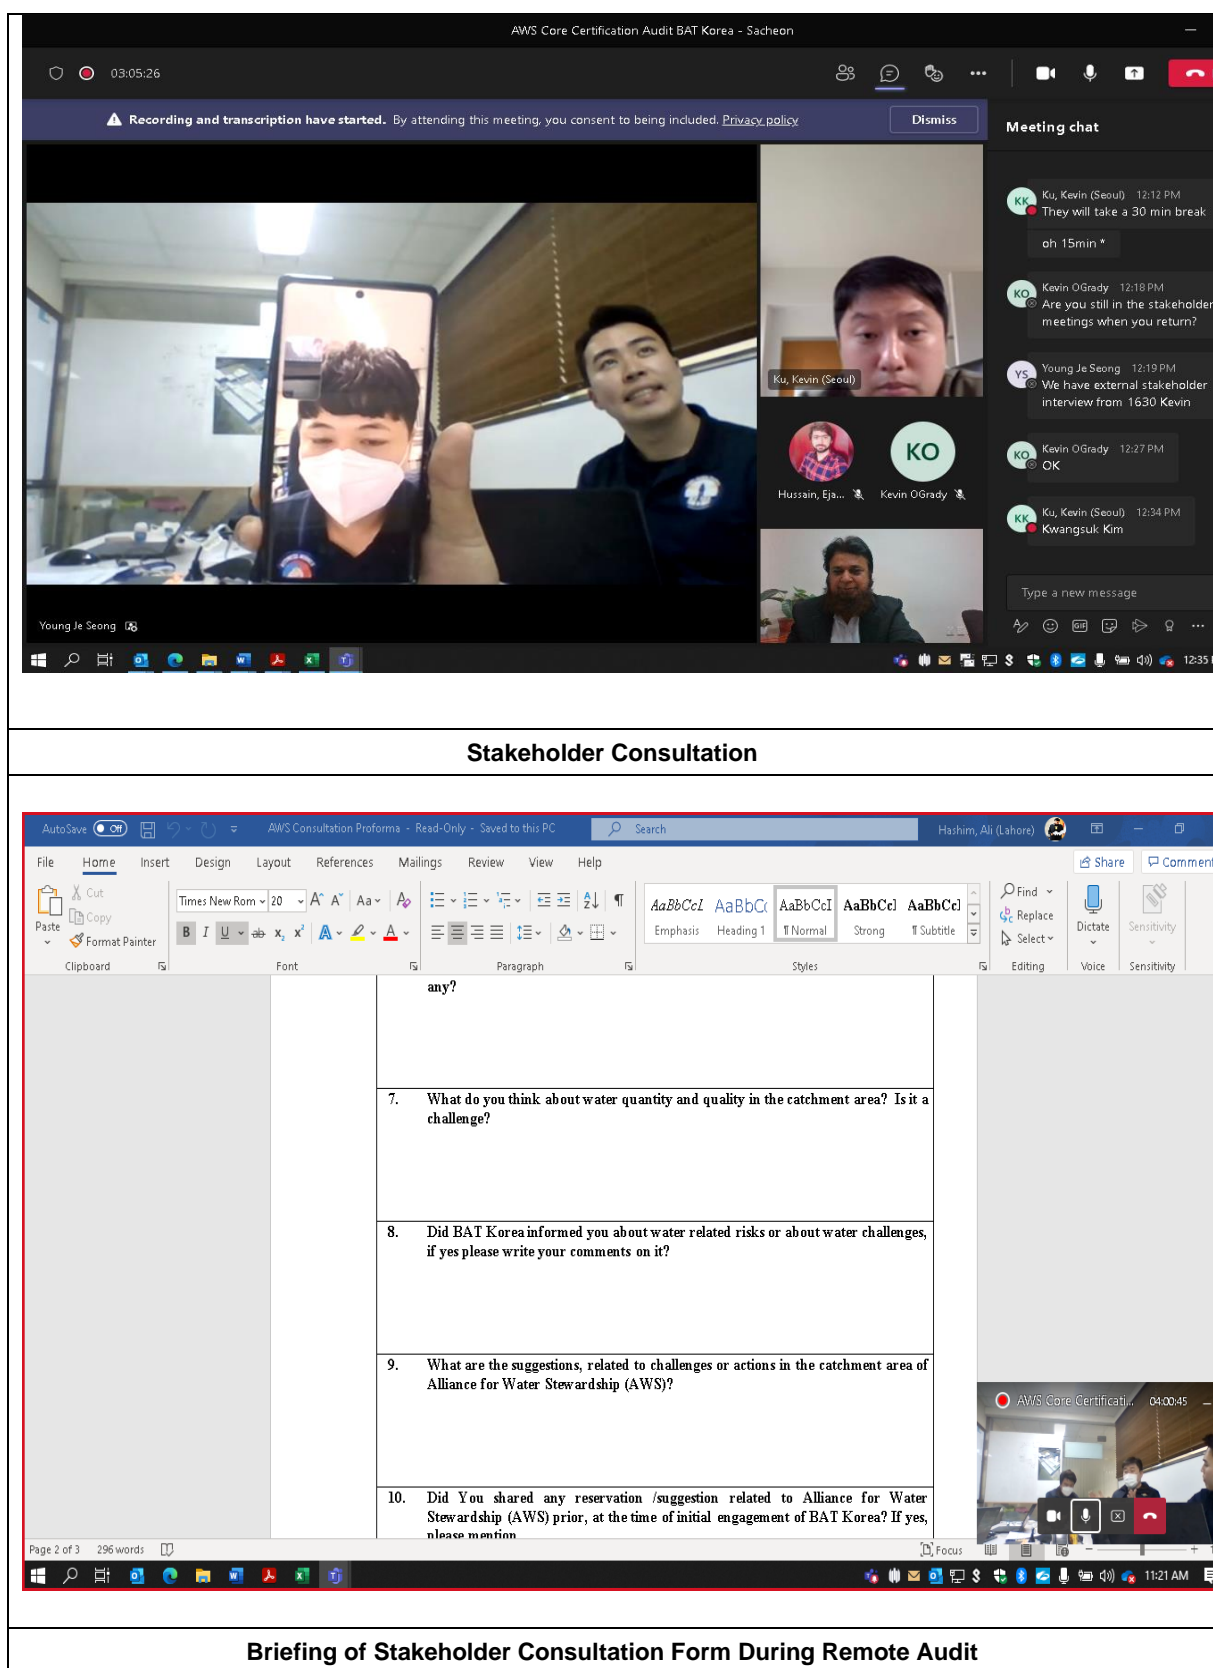 AWS Core Certification Audit BAT Korea - Sacheon
03:05:26
Recording and transcription have started. By attending this meeting, you consent to being included. Privacy policy
Dismiss
Meeting chat
KK
Ku, Kevin (Seoul) 12:12 PM
They will take a 30 min break
oh 15min *
KO
Kevin OGrady 12:18 PM
Are you still in the stakeholder
meetings when you return?
YS
Young Je Seong 12:19 PM
We have external stakeholder
interview from 1630 Kevin
KO
Kevin OGrady 12:27 PM
OK
KK
Ku, Kevin (Seoul) 12:34 PM
Kwangsuk Kim
Ku, Kevin (Seoul)
KO
Hussain, Eja...
Kevin OGrady
Young Je Seong
Type a new message
GIF
12:35
Stakeholder Consultation
AutoSave Off
AWS Consultation Proforma - Read-Only - Saved to this PC
Search
Hashim, Ali (Lahore)
File Home Insert Design Layout References Mailings Review View Help
Share
Comment
Paste
Cut
Copy
Format Painter
Clipboard
Times New Rom 20
B I U ab x₂ x²
Font
Paragraph
AaBbCcI AaBbC( AaBbCcI AaBbCcl AaBbCcl
Emphasis Heading 1 ¶ Normal Strong ¶ Subtitle
Styles
Find
Replace
Select
Editing
Dictate
Voice
Sensitivity
Sensitivity
any?
7. What do you think about water quantity and quality in the catchment area? Is it a
challenge?
8. Did BAT Korea informed you about water related risks or about water challenges,
if yes please write your comments on it?
9. What are the suggestions, related to challenges or actions in the catchment area of
Alliance for Water Stewardship (AWS)?
10. Did You shared any reservation /suggestion related to Alliance for Water
Stewardship (AWS) prior, at the time of initial engagement of BAT Korea? If yes,
please mention
AWS Core Certificati... 04:00:45
Page 2 of 3 296 words
Focus
11:21 AM
Briefing of Stakeholder Consultation Form During Remote Audit